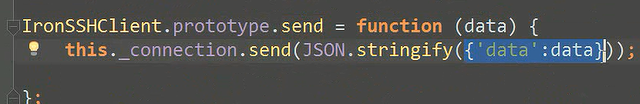 IronSSHClient.prototype.send = function (data) {
this._connection.send(JSON.stringify({'data':data}));
};